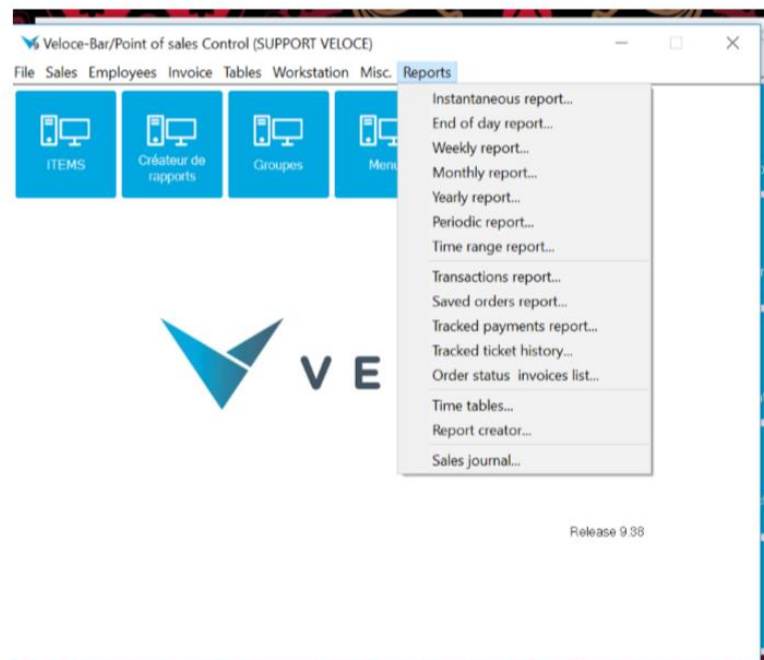 Veloce-Bar/Point of sales Control (SUPPORT VELOCE)
File Sales Employees Invoice Tables Workstation Misc. Reports
ITEMS
Créateur de
rapports
Groupes
Menu
Instantaneous report...
End of day report...
Weekly report...
Monthly report...
Yearly report...
Periodic report...
Time range report...
Transactions report...
Saved orders report...
Tracked payments report...
Tracked ticket history...
Order status invoices list...
Time tables...
Report creator...
Sales journal...
VE
Release 9.38